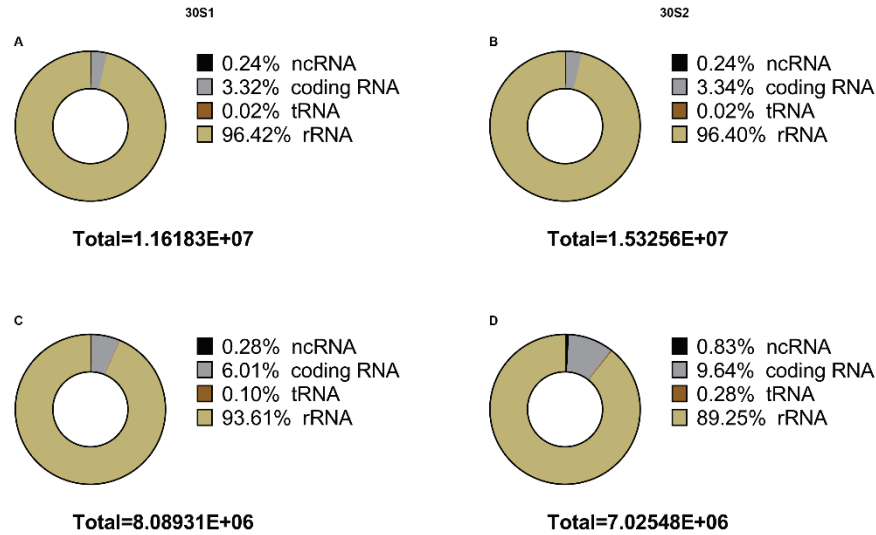 30S1
30S2
A
0.24% ncRNA
3.32% coding RNA
0.02% tRNA
96.42% rRNA
Total=1.16183E+07
B
0.24% ncRNA
3.34% coding RNA
0.02% tRNA
96.40% rRNA
Total=1.53256E+07
C
0.28% ncRNA
6.01% coding RNA
0.10% tRNA
93.61% rRNA
Total=8.08931E+06
D
0.83% ncRNA
9.64% coding RNA
0.28% tRNA
89.25% rRNA
Total=7.02548E+06